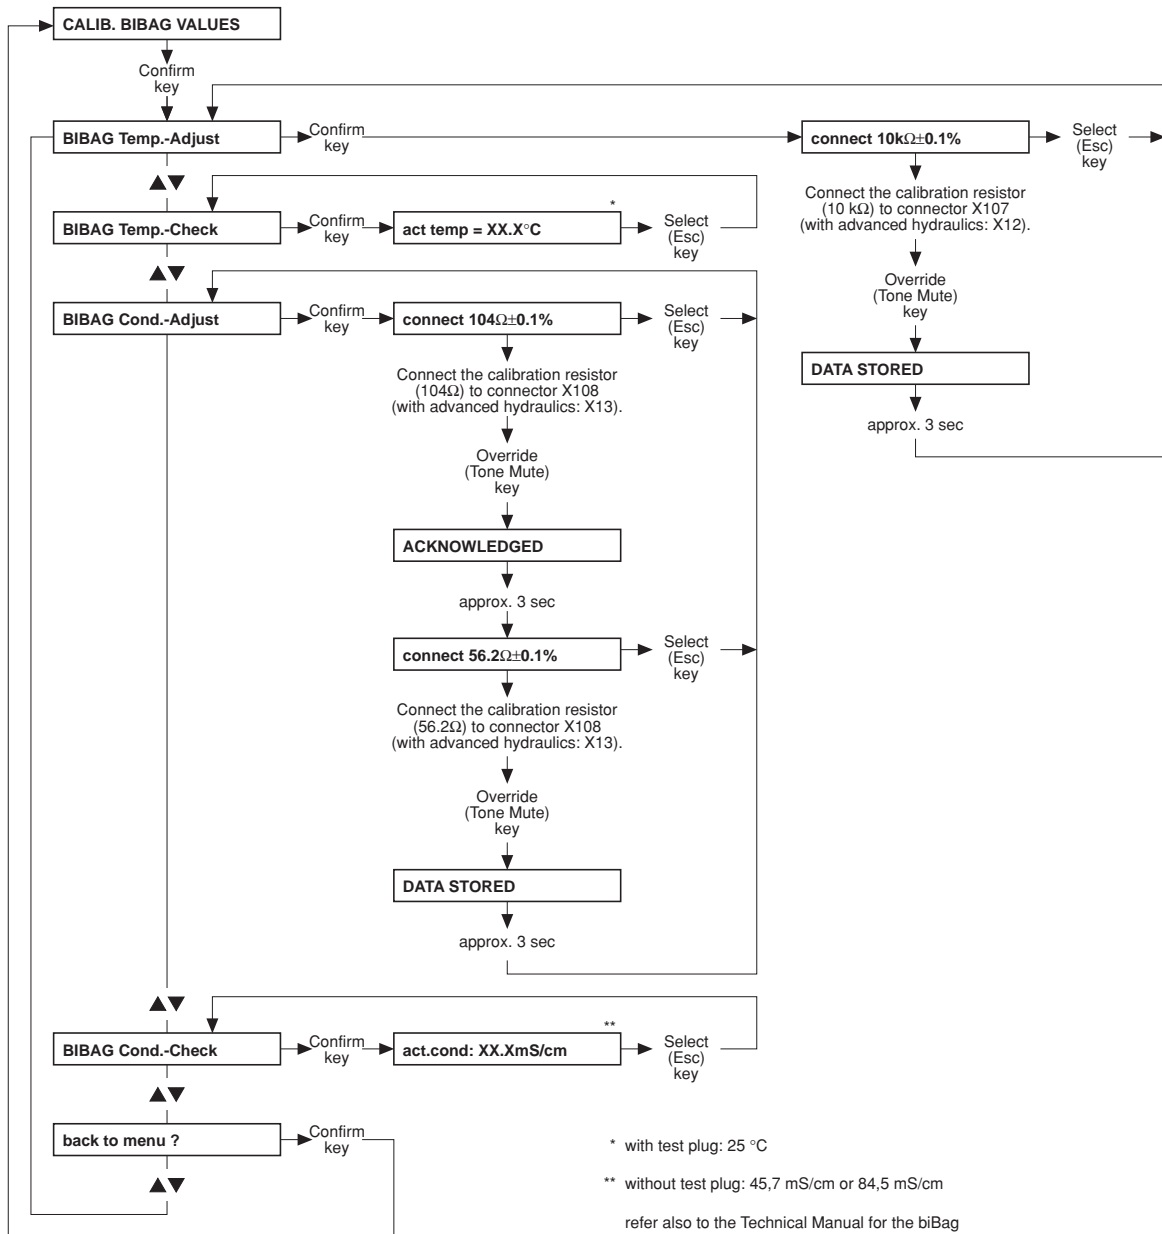 CALIB. BIBAG VALUES
Confirm
key
BIBAG Temp.-Adjust
Confirm
key
connect 10kΩ±0.1%
Select
(Esc)
key
Connect the calibration resistor
(10 kΩ) to connector X107
(with advanced hydraulics: X12).
Override
(Tone Mute)
key
DATA STORED
approx. 3 sec
BIBAG Temp.-Check
Confirm
key
act temp = XX.X°C
*
Select
(Esc)
key
BIBAG Cond.-Adjust
Confirm
key
connect 104Ω±0.1%
Select
(Esc)
key
Connect the calibration resistor
(104Ω) to connector X108
(with advanced hydraulics: X13).
Override
(Tone Mute)
key
ACKNOWLEDGED
approx. 3 sec
connect 56.2Ω±0.1%
Select
(Esc)
key
Connect the calibration resistor
(56.2Ω) to connector X108
(with advanced hydraulics: X13).
Override
(Tone Mute)
key
DATA STORED
approx. 3 sec
BIBAG Cond.-Check
Confirm
key
act.cond: XX.XmS/cm
**
Select
(Esc)
key
back to menu ?
Confirm
key
* with test plug: 25 °C
** without test plug: 45,7 mS/cm or 84,5 mS/cm
refer also to the Technical Manual for the biBag